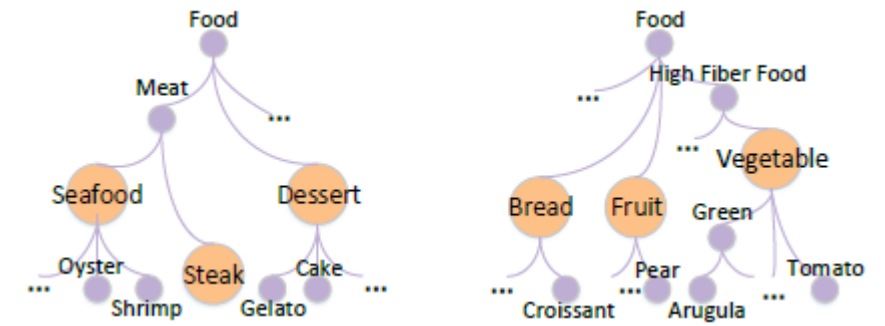 Food
Meat
...
Seafood
Dessert
Oyster
Steak
Cake
...
Shrimp
Gelato
...
Food
High Fiber Food
...
...
Vegetable
Bread
Fruit
Green
Pear
Tomato
...
Croissant
...
Arugula
...